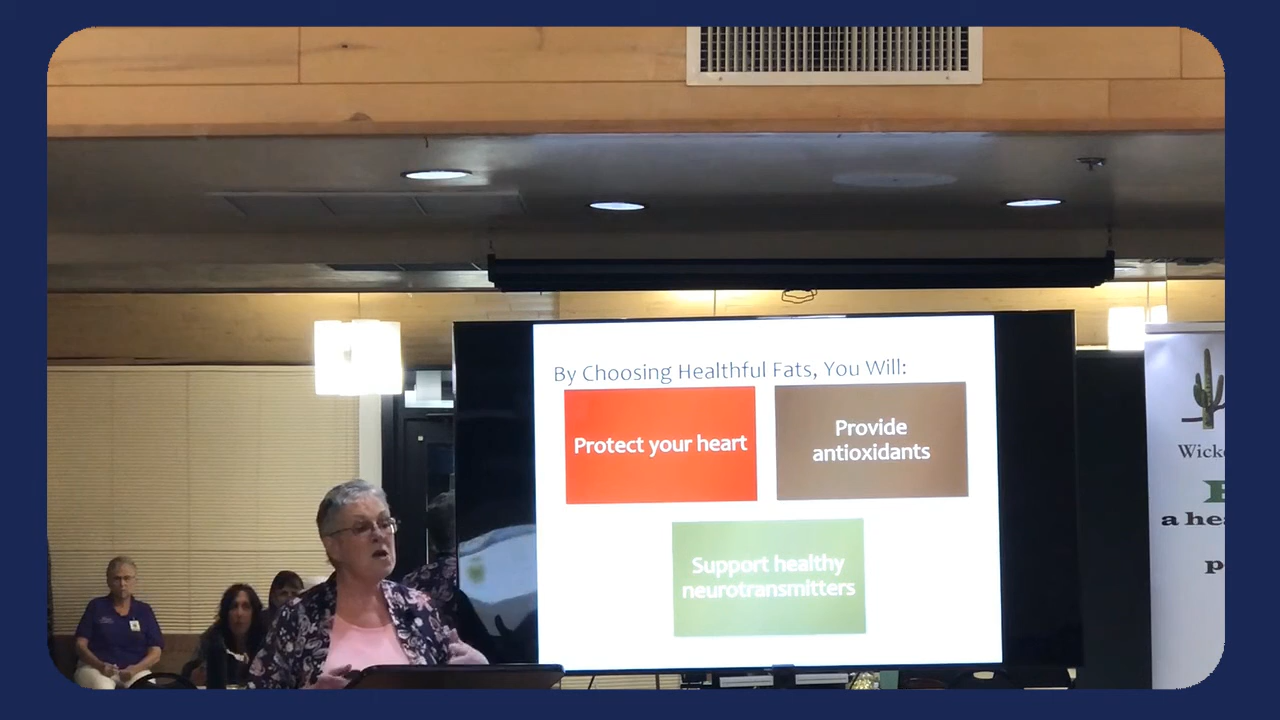 By Choosing Healthful Fats, You Will:
Protect your heart
Provide
antioxidants
Support healthy
neurotransmitters
Wick
a hea
p